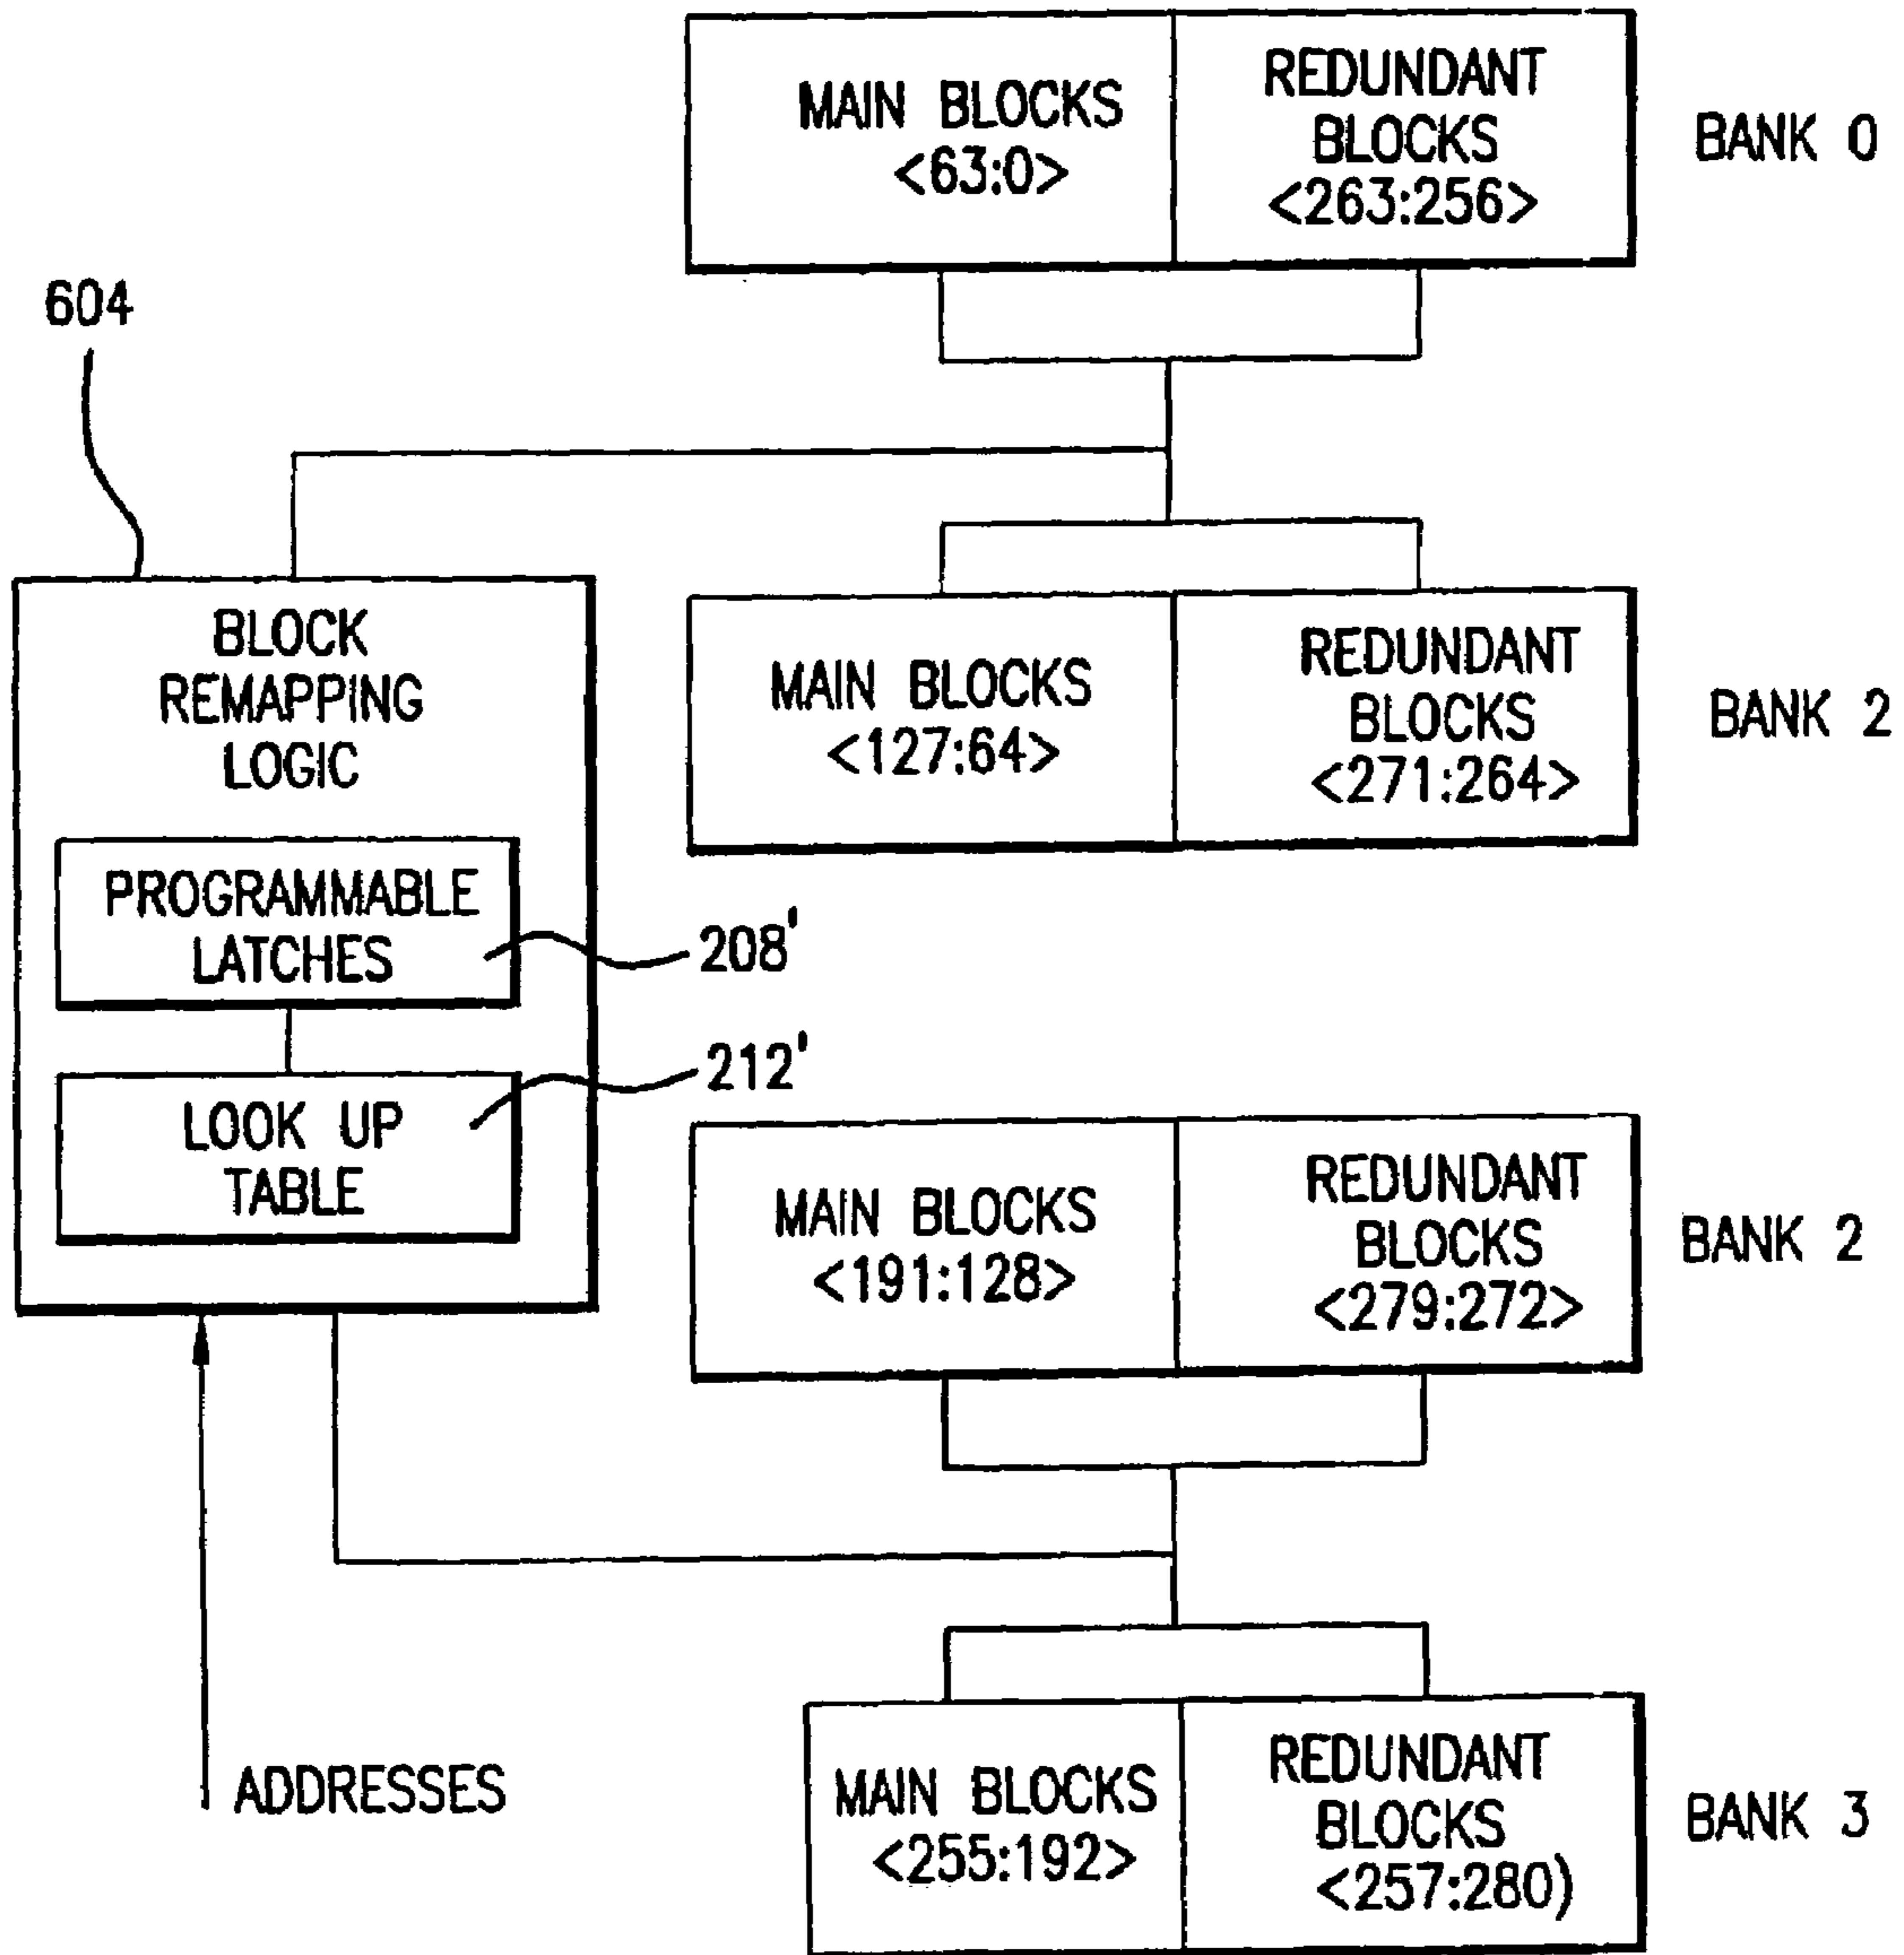 MAIN BLOCKS
<63:0>
REDUNDANT
BLOCKS
<263:256>
BANK 0
604
BLOCK
REMAPPING
LOGIC
MAIN BLOCKS
<127:64>
REDUNDANT
BLOCKS
<271:264>
BANK 2
PROGRAMMABLE
LATCHES
208'
LOOK UP
TABLE
212'
MAIN BLOCKS
<191:128>
REDUNDANT
BLOCKS
<279:272>
BANK 2
ADDRESSES
MAIN BLOCKS
<255:192>
REDUNDANT
BLOCKS
<257:280)
BANK 3